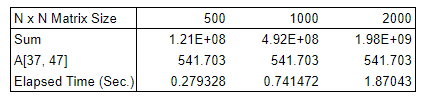 N x N Matrix Size 500 1000 2000
Sum 1.21E+08 4.92E+08 1.98E+09
A[37, 47] 541.703 541.703 541.703
Elapsed Time (Sec.) 0.279328 0.741472 1.87043